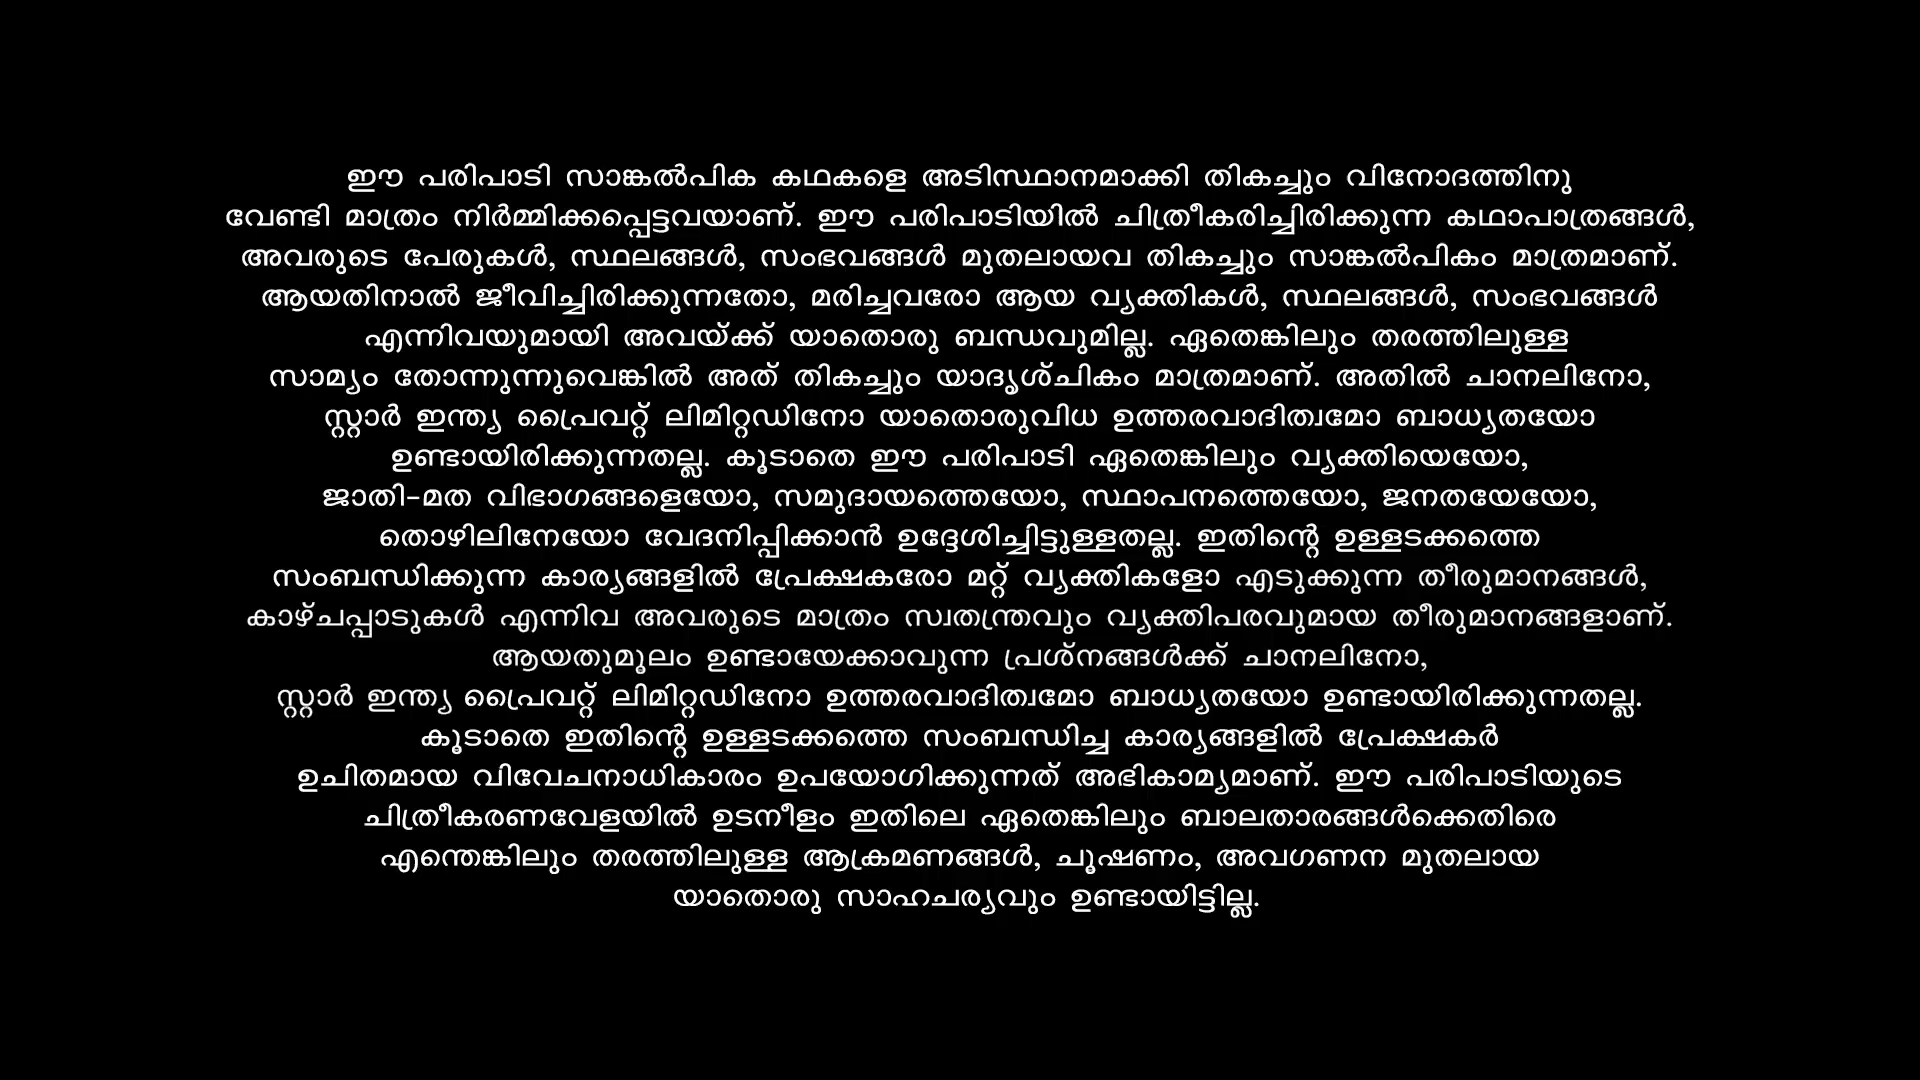 ഈ പരിപാടി സാങ്കൽപിക കഥകളെ അടിസ്ഥാനമാക്കി തികച്ചും വിനോദത്തിനു
വേണ്ടി മാത്രം നിർമ്മിക്കപ്പെട്ടവയാണ്. ഈ പരിപാടിയിൽ ചിത്രീകരിച്ചിരിക്കുന്ന കഥാപാത്രങ്ങൾ,
അവരുടെ പേരുകൾ, സ്ഥലങ്ങൾ, സംഭവങ്ങൾ മുതലായവ തികച്ചും സാങ്കൽപികം മാത്രമാണ്.
ആയതിനാൽ ജീവിച്ചിരിക്കുന്നതോ, മരിച്ചവരോ ആയ വ്യക്തികൾ, സ്ഥലങ്ങൾ, സംഭവങ്ങൾ
എന്നിവയുമായി അവയ്ക്ക് യാതൊരു ബന്ധവുമില്ല. ഏതെങ്കിലും തരത്തിലുള്ള
സാമ്യം തോന്നുന്നുവെങ്കിൽ അത് തികച്ചും യാദൃശ്ചികം മാത്രമാണ്. അതിൽ ചാനലിനോ,
സ്റ്റാർ ഇന്ത്യ പ്രൈവറ്റ് ലിമിറ്റഡിനോ യാതൊരുവിധ ഉത്തരവാദിത്വമോ ബാധ്യതയോ
ഉണ്ടായിരിക്കുന്നതല്ല. കൂടാതെ ഈ പരിപാടി ഏതെങ്കിലും വ്യക്തിയെയോ,
ജാതി-മത വിഭാഗങ്ങളെയോ, സമുദായത്തെയോ, സ്ഥാപനത്തെയോ, ജനതയേയോ,
തൊഴിലിനേയോ വേദനിപ്പിക്കാൻ ഉദ്ദേശിച്ചിട്ടുള്ളതല്ല. ഇതിന്റെ ഉള്ളടക്കത്തെ
സംബന്ധിക്കുന്ന കാര്യങ്ങളിൽ പ്രേക്ഷകരോ മറ്റ് വ്യക്തികളോ എടുക്കുന്ന തീരുമാനങ്ങൾ,
കാഴ്ചപ്പാടുകൾ എന്നിവ അവരുടെ മാത്രം സ്വതന്ത്രവും വ്യക്തിപരവുമായ തീരുമാനങ്ങളാണ്.
ആയതുമൂലം ഉണ്ടായേക്കാവുന്ന പ്രശ്നങ്ങൾക്ക് ചാനലിനോ,
സ്റ്റാർ ഇന്ത്യ പ്രൈവറ്റ് ലിമിറ്റഡിനോ ഉത്തരവാദിത്വമോ ബാധ്യതയോ ഉണ്ടായിരിക്കുന്നതല്ല.
കൂടാതെ ഇതിന്റെ ഉള്ളടക്കത്തെ സംബന്ധിച്ച കാര്യങ്ങളിൽ പ്രേക്ഷകർ
ഉചിതമായ വിവേചനാധികാരം ഉപയോഗിക്കുന്നത് അഭികാമ്യമാണ്. ഈ പരിപാടിയുടെ
ചിത്രീകരണവേളയിൽ ഉടനീളം ഇതിലെ ഏതെങ്കിലും ബാലതാരങ്ങൾക്കെതിരെ
എന്തെങ്കിലും തരത്തിലുള്ള ആക്രമണങ്ങൾ, ചൂഷണം, അവഗണന മുതലായ
യാതൊരു സാഹചര്യവും ഉണ്ടായിട്ടില്ല.